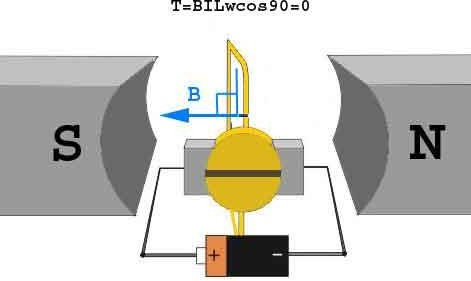 T=BILwcos90=0
B
S
N
+
-